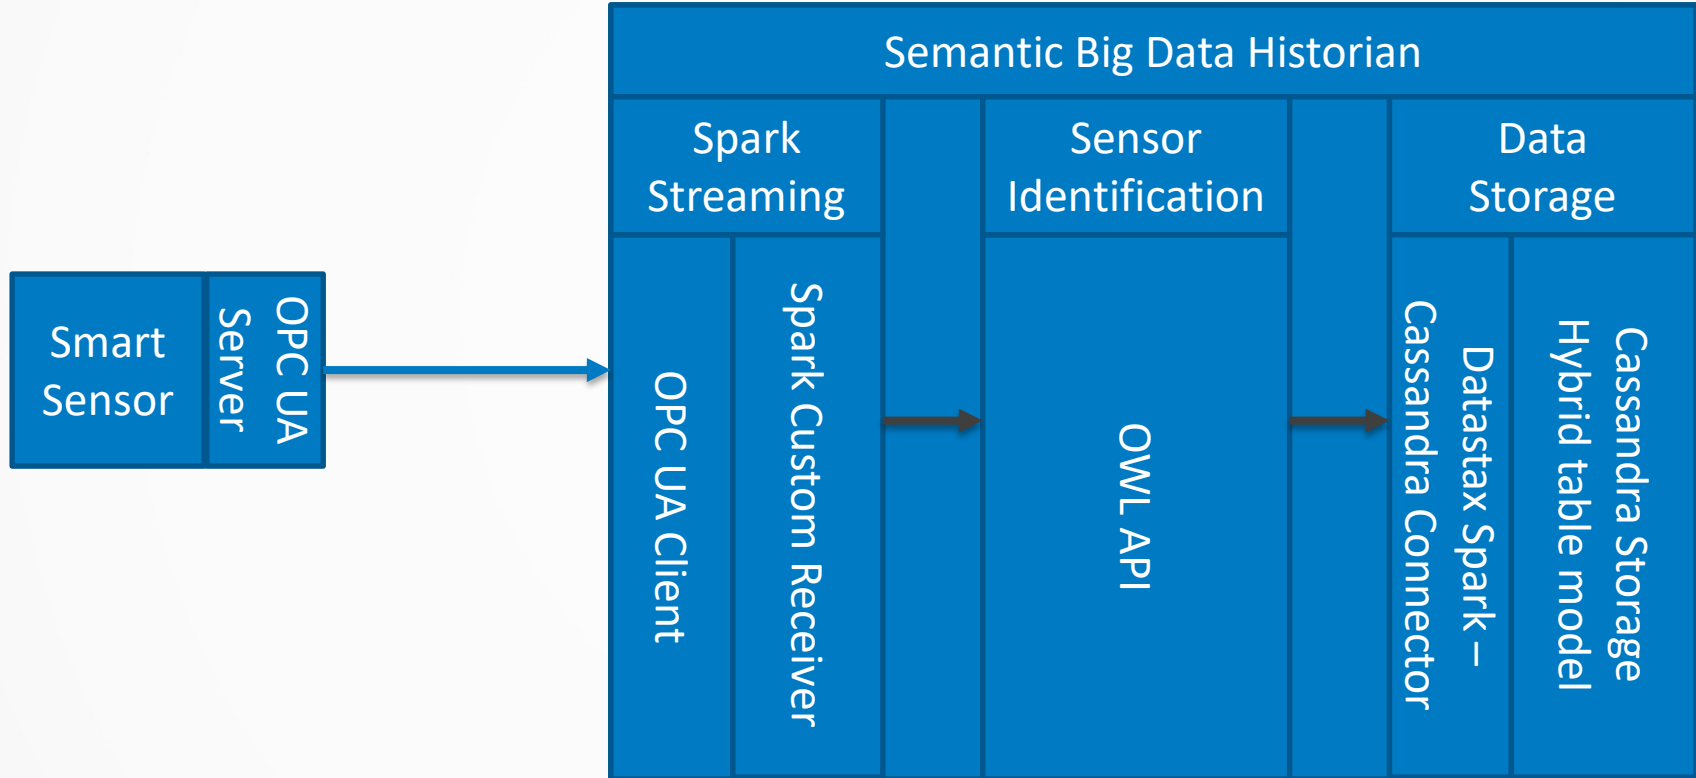 Semantic Big Data Historian
Spark
Streaming
Sensor
Identification
Data
Storage
Smart
Sensor
OPC UA
Server
OPC UA Client
Spark Custom Receiver
OWL API
Datastax Spark –
Cassandra Connector
Cassandra Storage
Hybrid table model